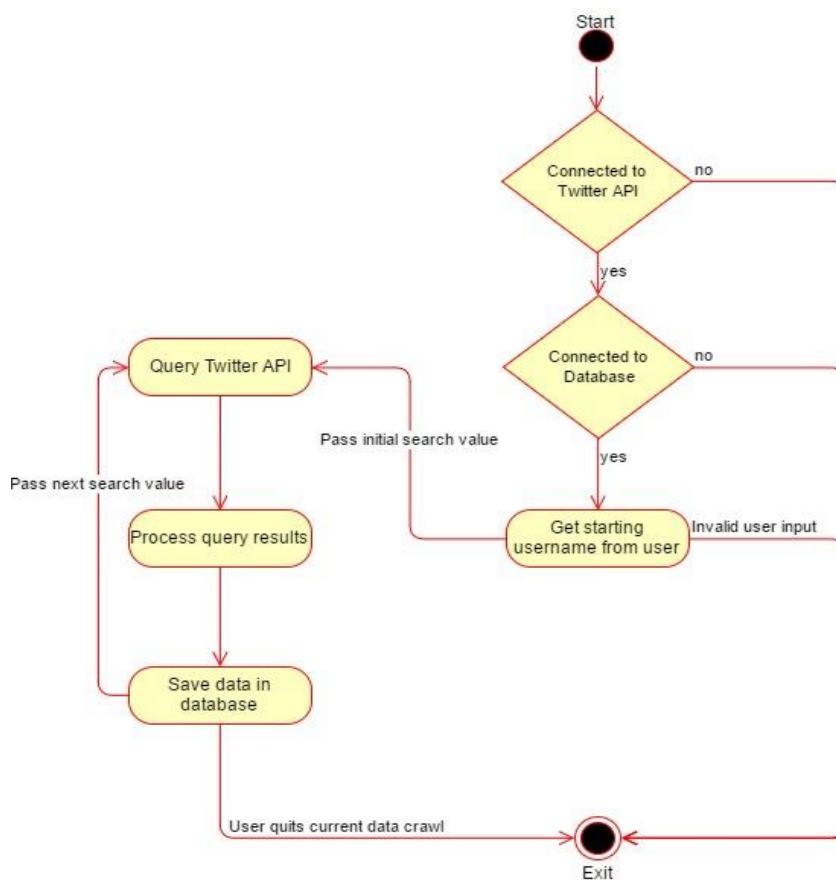 Start
Connected to
Twitter API
no
yes
Connected to
Database
no
yes
Query Twitter API
Pass initial search value
Pass next search value
Get starting
username from user
Invalid user input
Process query results
Save data in
database
User quits current data crawl
Exit